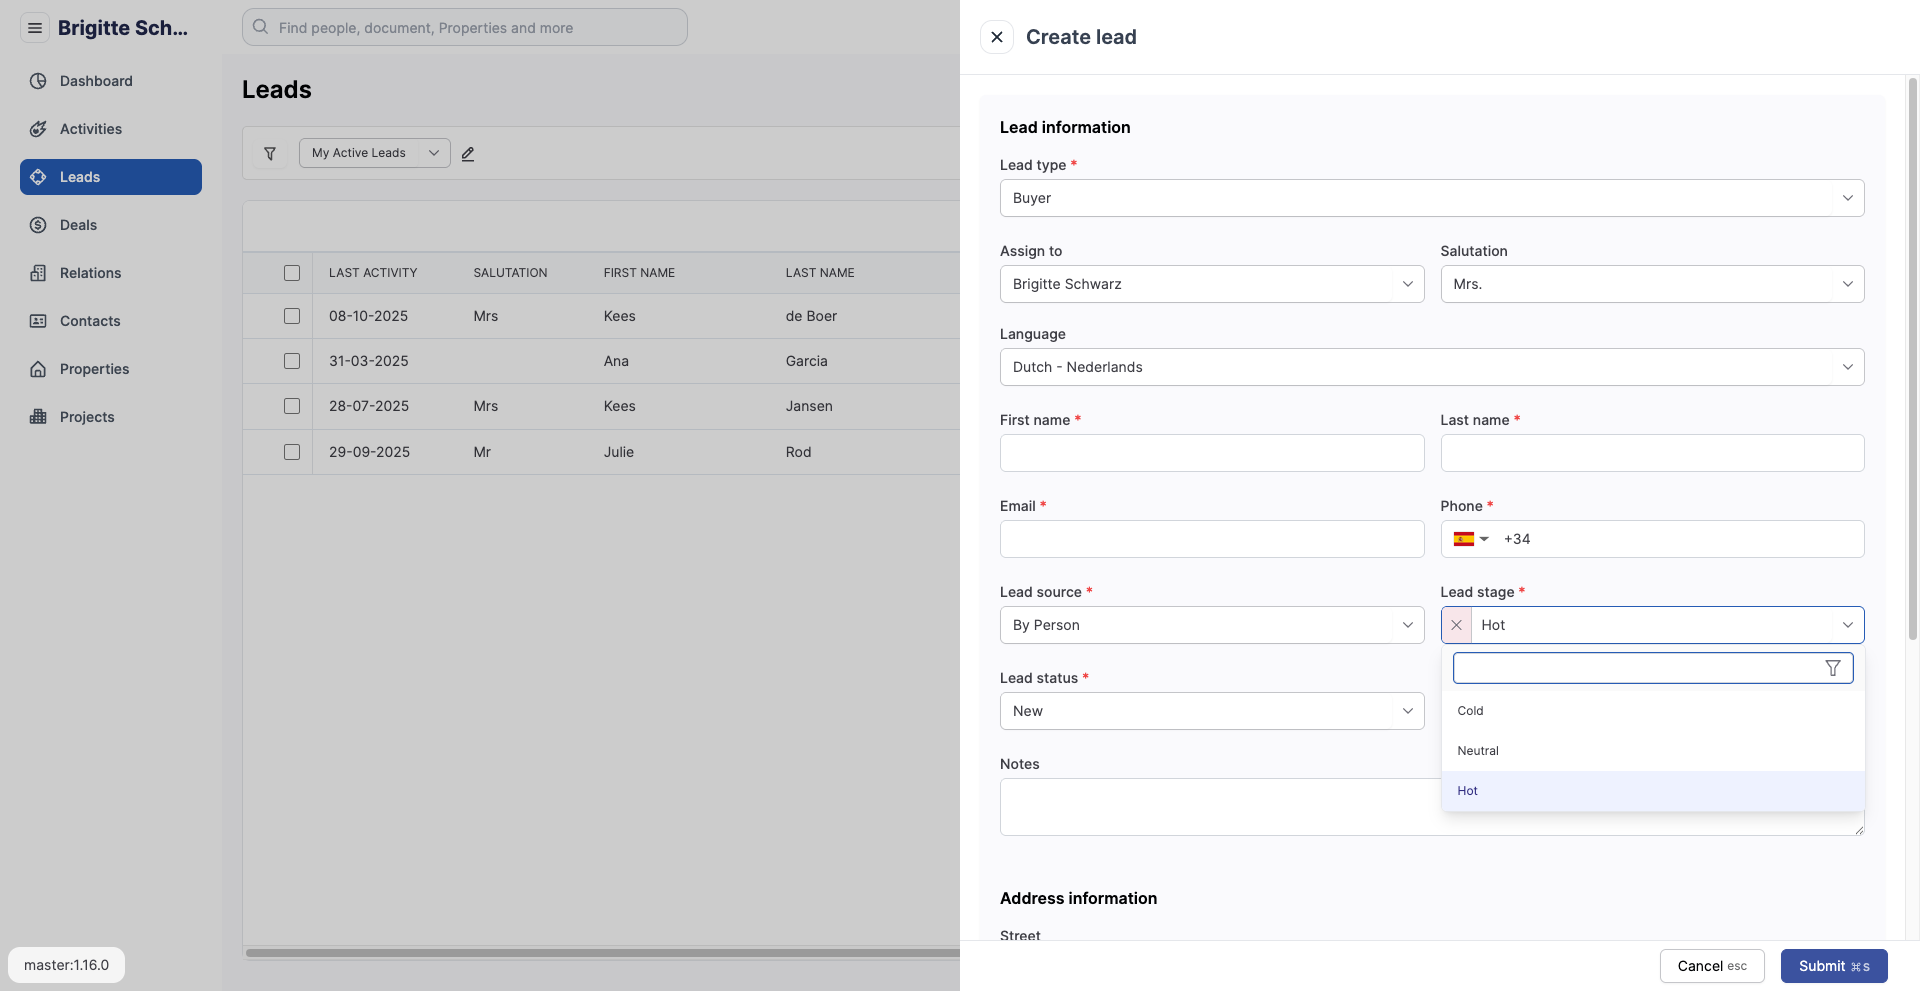 Brigitte Sch...
Find people, document, Properties and more
Dashboard
Activities
Leads
Deals
Relations
Contacts
Properties
Projects
master:1.16.0
Leads
My Active Leads
LAST ACTIVITY SALUTATION FIRST NAME LAST NAME
08-10-2025 Mrs Kees de Boer
31-03-2025 Ana Garcia
28-07-2025 Mrs Kees Jansen
29-09-2025 Mr Julie Rod
Create lead
Lead information
Lead type *
Buyer
Assign to Salutation
Brigitte Schwarz Mrs.
Language
Dutch - Nederlands
First name * Last name *
Email * Phone *
+34
Lead source * Lead stage *
By Person Hot
Lead status *
New
Cold
Neutral
Hot
Notes
Address information
Street
Cancel esc Submit ⌘S